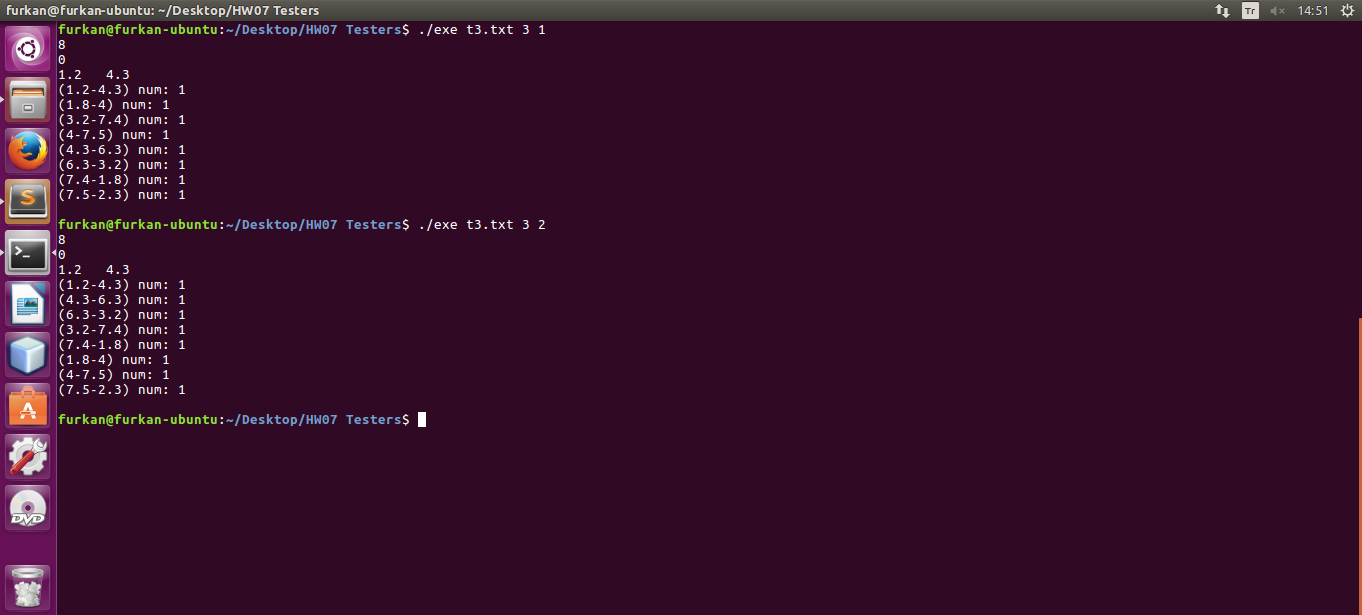 furkan@furkan-ubuntu: ~/Desktop/HW07 Testers
Tr
14:51
furkan@furkan-ubuntu:~/Desktop/HW07 Testers$ ./exe t3.txt 3 1
8
0
1.2   4.3
(1.2-4.3) num: 1
(1.8-4) num: 1
(3.2-7.4) num: 1
(4-7.5) num: 1
(4.3-6.3) num: 1
(6.3-3.2) num: 1
(7.4-1.8) num: 1
(7.5-2.3) num: 1
furkan@furkan-ubuntu:~/Desktop/HW07 Testers$ ./exe t3.txt 3 2
8
0
1.2   4.3
(1.2-4.3) num: 1
(4.3-6.3) num: 1
(6.3-3.2) num: 1
(3.2-7.4) num: 1
(7.4-1.8) num: 1
(1.8-4) num: 1
(4-7.5) num: 1
(7.5-2.3) num: 1
furkan@furkan-ubuntu:~/Desktop/HW07 Testers$
S
>_
A
DVD